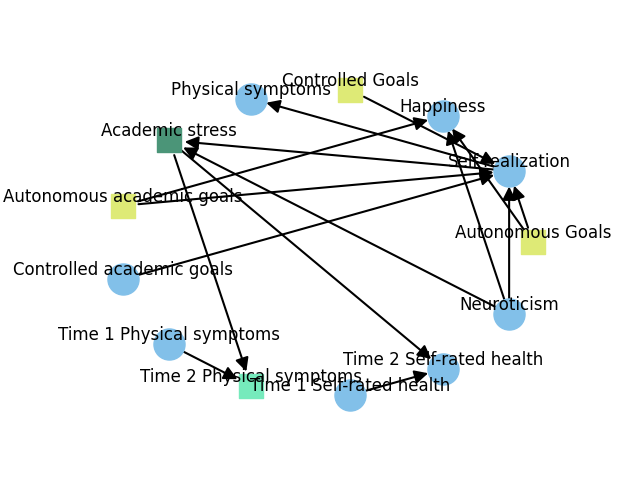 Controlled Goals
Physical symptoms
Happiness
Academic stress
Self-realization
Autonomous academic goals
Autonomous Goals
Controlled academic goals
Neuroticism
Time 1 Physical symptoms
Time 2 Self-rated health
Time 2 Physical symptoms
Time 1 Self-rated health